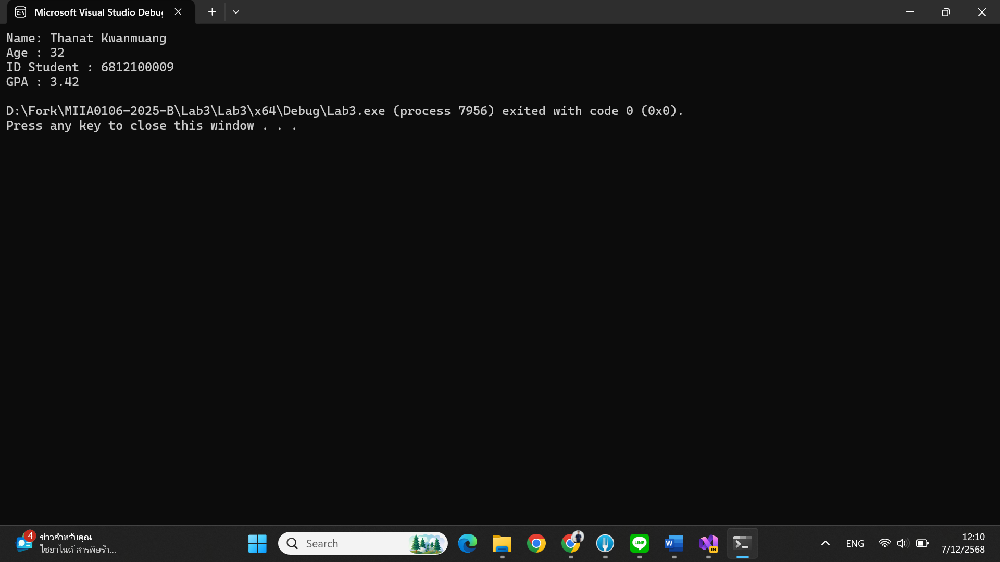 Microsoft Visual Studio Debug
Name: Thanat Kwanmuang
Age : 32
ID Student : 6812100009
GPA : 3.42
D:\Fork\MIIA0106-2025-B\Lab3\Lab3\x64\Debug\Lab3.exe (process 7956) exited with code 0 (0x0).
Press any key to close this window . . .
4
ข่าวสำหรับคุณ
ไซยาไนด์ สารพิษร้า...
Search
LINE
W
IN
ENG
12:10
7/12/2568